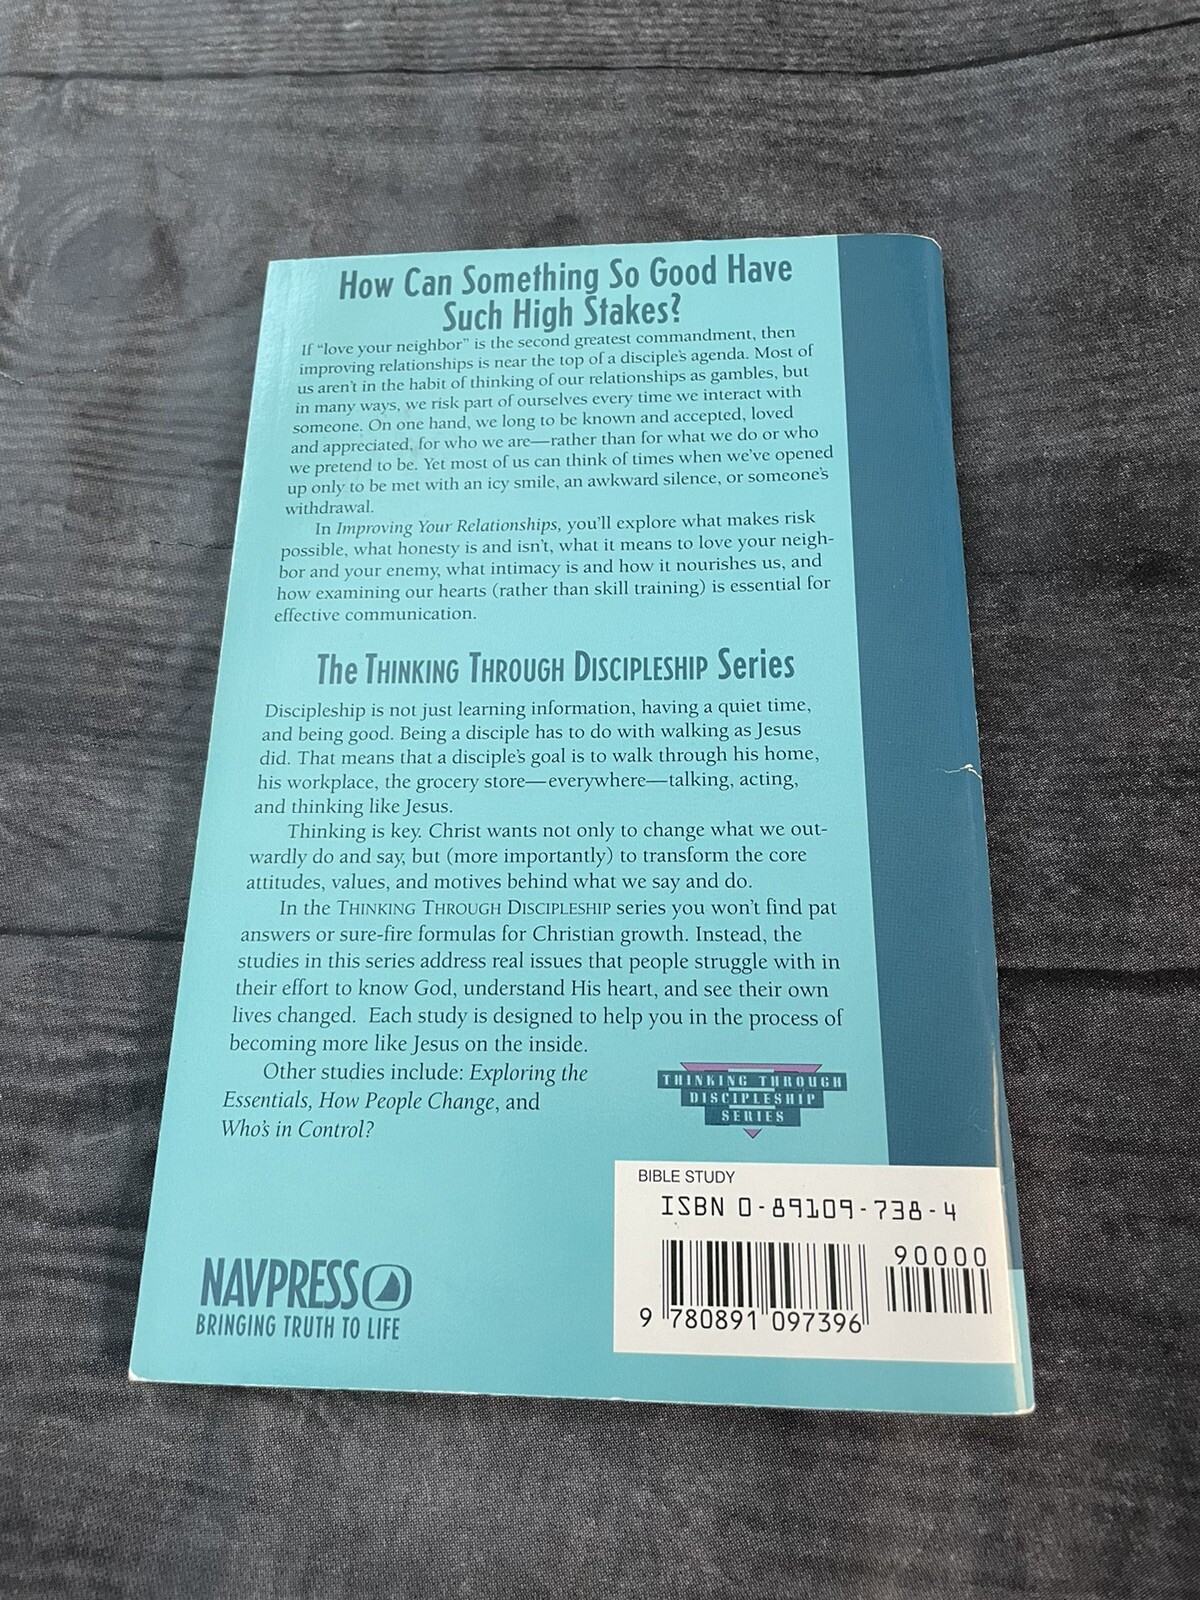 How Can Something So Good Have
Such High Stakes?
If “love your neighbor” is the second greatest commandment, then
improving relationships is near the top of a disciple's agenda. Most of
us aren't in the habit of thinking of our relationships as gambles, but
in many ways, we risk part of ourselves every time we interact with
someone. On one hand, we long to be known and accepted, loved
and appreciated, for who we are—rather than for what we do or who
we pretend to be. Yet most of us can think of times when we've opened
up only to be met with an icy smile, an awkward silence, or someone's
withdrawal.
In Improving Your Relationships, you'll explore what makes risk
possible, what honesty is and isn't, what it means to love your neigh-
bor and your enemy, what intimacy is and how it nourishes us, and
how examining our hearts (rather than skill training) is essential for
effective communication.
The THINKING THROUGH DISCIPLESHIP Series
Discipleship is not just learning information, having a quiet time,
and being good. Being a disciple has to do with walking as Jesus
did. That means that a disciple's goal is to walk through his home,
his workplace, the grocery store—everywhere—talking, acting,
and thinking like Jesus.
Thinking is key. Christ wants not only to change what we out-
wardly do and say, but (more importantly) to transform the core
attitudes, values, and motives behind what we say and do.
In the THINKING THROUGH DISCIPLESHIP series you won't find pat
answers or sure-fire formulas for Christian growth. Instead, the
studies in this series address real issues that people struggle with in
their effort to know God, understand His heart, and see their own
lives changed. Each study is designed to help you in the process of
becoming more like Jesus on the inside.
Other studies include: Exploring the
Essentials, How People Change, and
Who's in Control?
THINKING THROUGH
DISCIPLESHIP
SERIES
BIBLE STUDY
ISBN 0-89109-738-4
90000
9 780891 097396
NAVPRESS
BRINGING TRUTH TO LIFE